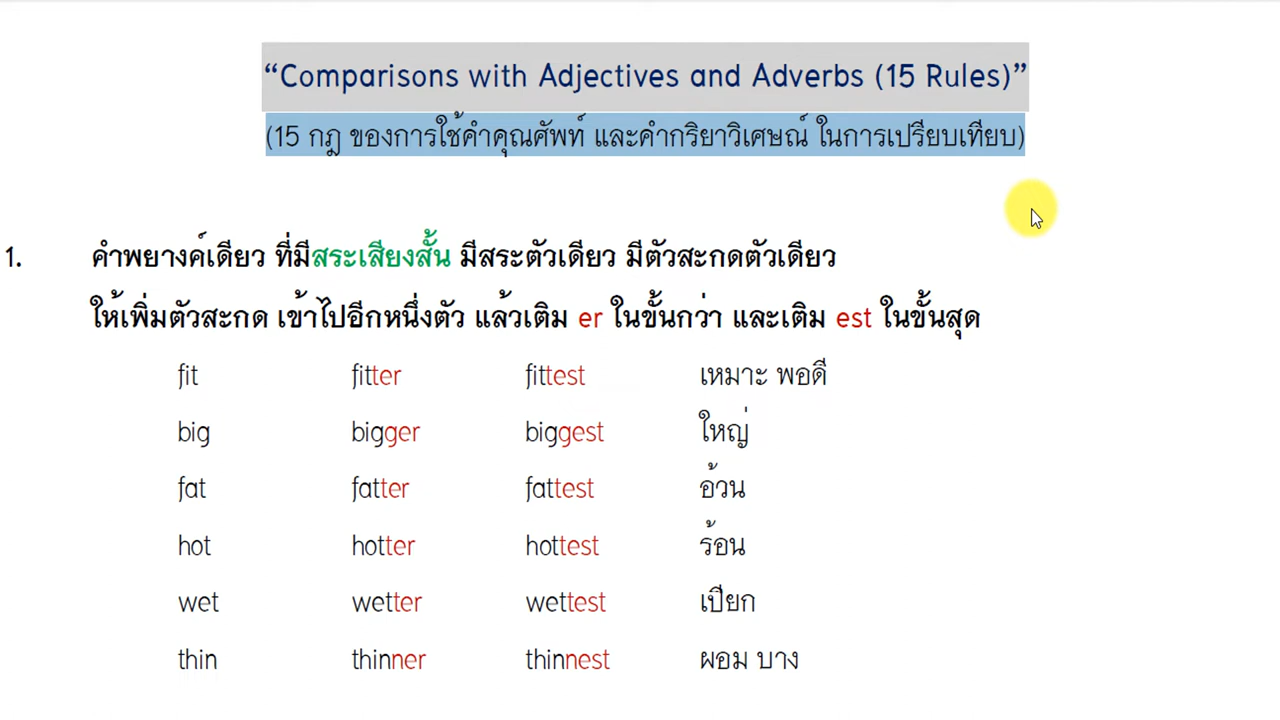 “Comparisons with Adjectives and Adverbs (15 Rules)”
(15 กฎ ของการใช้คำคุณศัพท์ และคำกริยาวิเศษณ์ ในการเปรียบเทียบ)
1. คำพยางค์เดียว ที่มีสระเสียงสั้น มีสระตัวเดียว มีตัวสะกดตัวเดียว
ให้เพิ่มตัวสะกด เข้าไปอีกหนึ่งตัว แล้วเติม er ในขั้นกว่า และเติม est ในขั้นสุด
fit fitter fittest เหมาะ พอดี
big bigger biggest ใหญ่
fat fatter fattest อ้วน
hot hotter hottest ร้อน
wet wetter wettest เปียก
thin thinner thinnest ผอม บาง